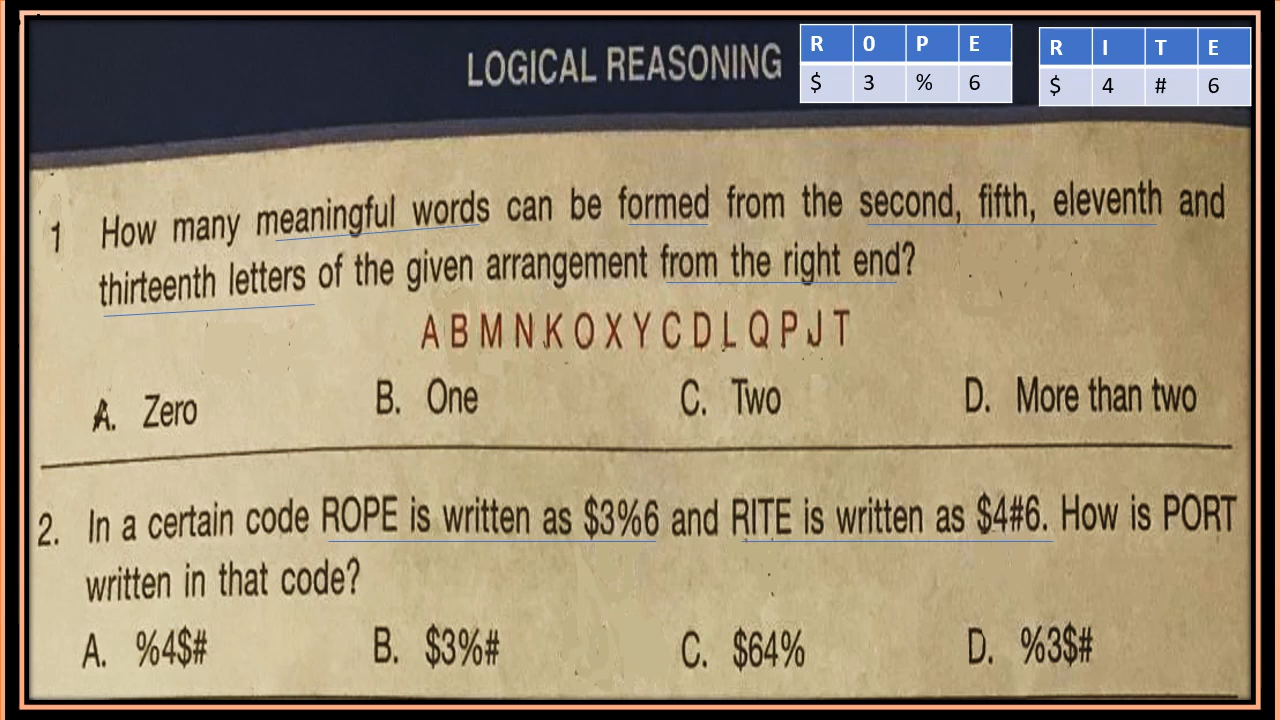 LOGICAL REASONING
R O P E
$ 3 % 6
R I T E
$ 4 # 6
1 How many meaningful words can be formed from the second, fifth, eleventh and
thirteenth letters of the given arrangement from the right end?
A B M N K O X Y C D L Q P J T
A. Zero B. One C. Two D. More than two
2. In a certain code ROPE is written as $3%6 and RITE is written as $4#6. How is PORT
written in that code?
A. %4$# B. $3%# C. $64% D. %3$#